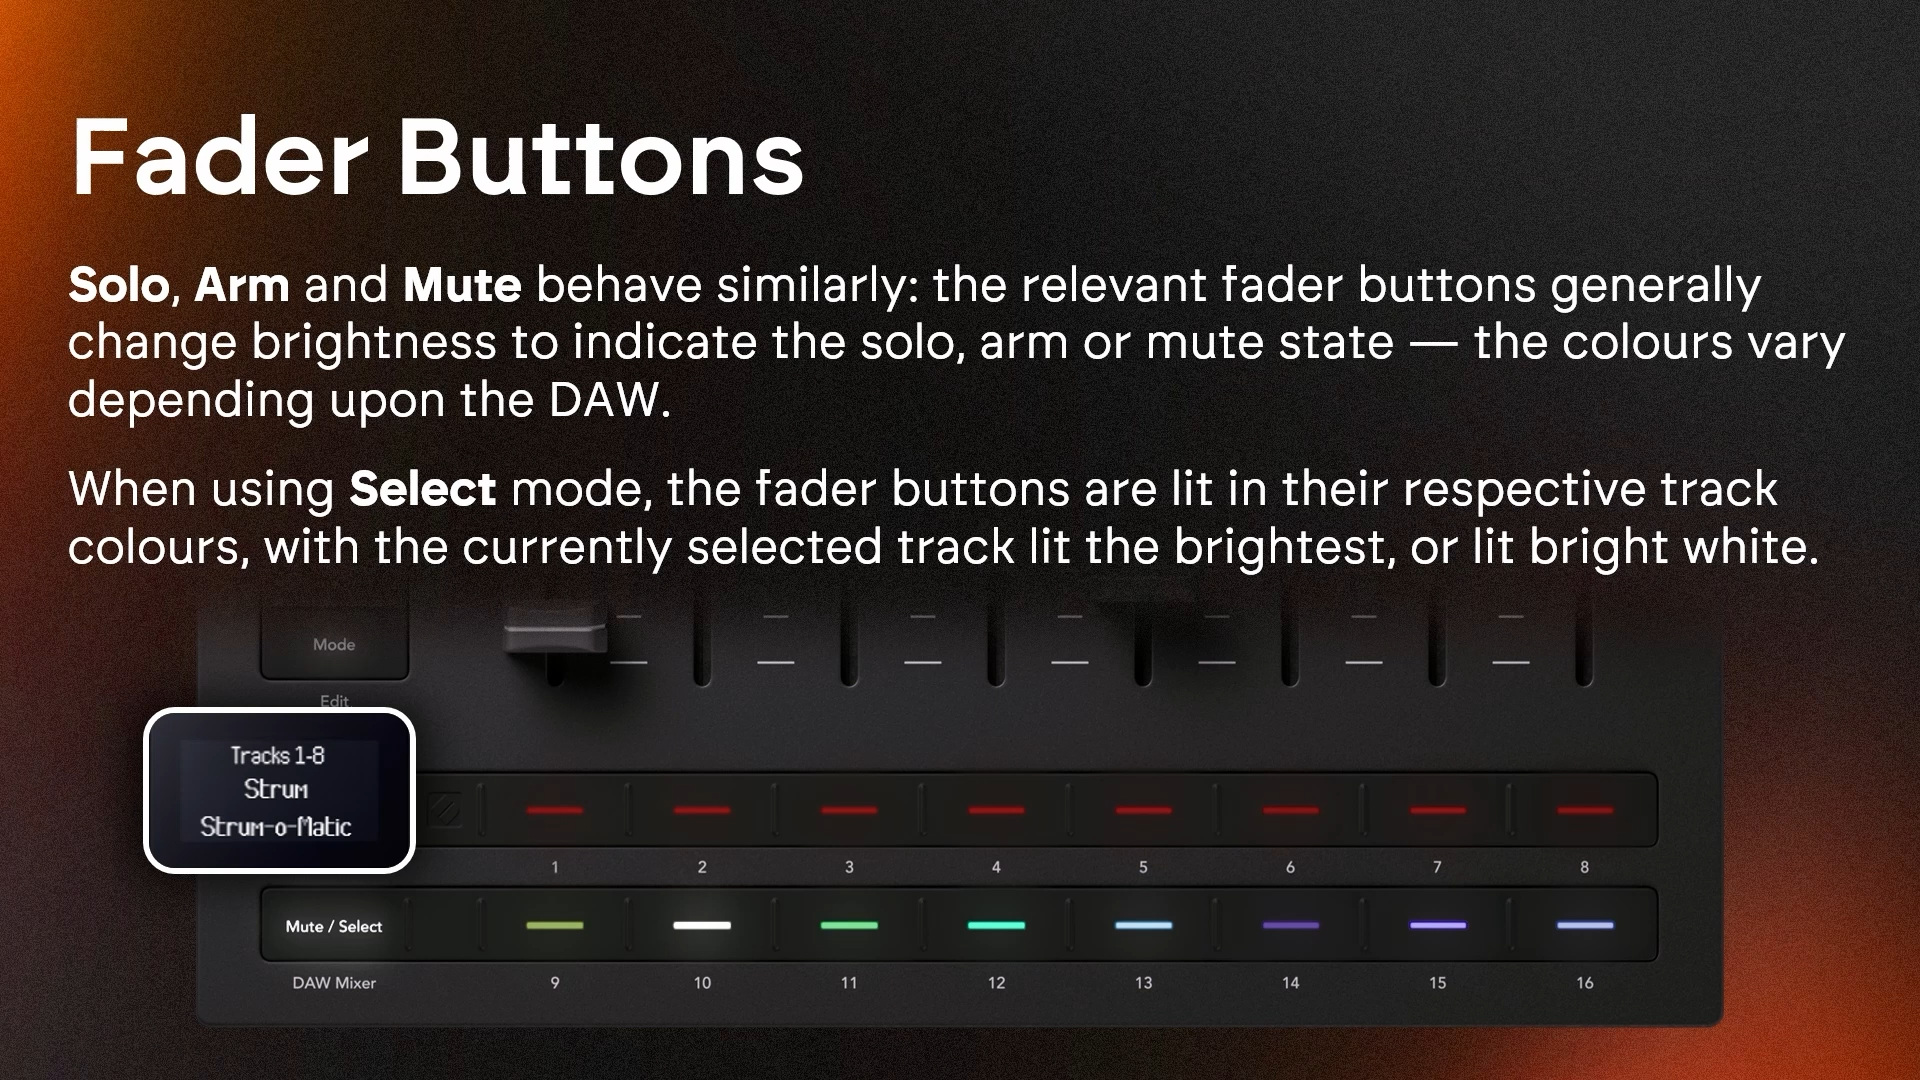 Fader Buttons
Solo, Arm and Mute behave similarly: the relevant fader buttons generally
change brightness to indicate the solo, arm or mute state — the colours vary
depending upon the DAW.
When using Select mode, the fader buttons are lit in their respective track
colours, with the currently selected track lit the brightest, or lit bright white.
Mode
Edit
Tracks 1-8
Strum
Strum-o-Matic
1 2 3 4 5 6 7 8
Mute / Select
DAW Mixer 9 10 11 12 13 14 15 16